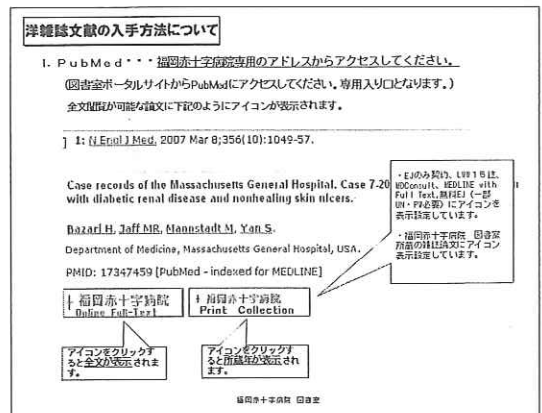 洋雑誌文献の入手方法について
1. PubMed・・・福岡赤十字病院専用のアドレスからアクセスしてください。
(図書室ポータルサイトからPubMedにアクセスしてください。専用入り口となります。)
全文閲覧が可能な論文に下記のようにアイコンが表示されます。
1: N Engl J Med. 2007 Mar 8;356(10):1049-57.
Case records of the Massachusetts General Hospital. Case 7-20
with diabetic renal disease and nonhealing skin ulcers.
Bazari H, Jaff MR, Mannstadt M, Yan S.
Department of Medicine, Massachusetts General Hospital, USA.
PMID: 17347459 [PubMed - indexed for MEDLINE]
・EJのみ契約、LWW15誌、
MDConsult、MEDLINE with
Full Text、無料EJ(一部
ID・PW必要)にアイコンを
表示設定しています。
・福岡赤十字病院 図書室
所蔵の雑誌論文にアイコン
表示設定しています。
福岡赤十字病院
Online Full-Text
福岡赤十字病院
Print Collection
アイコンをクリックす
ると全文が表示されま
す。
アイコンをクリックす
ると所蔵年が表示され
ます。
福岡赤十字病院 図書室